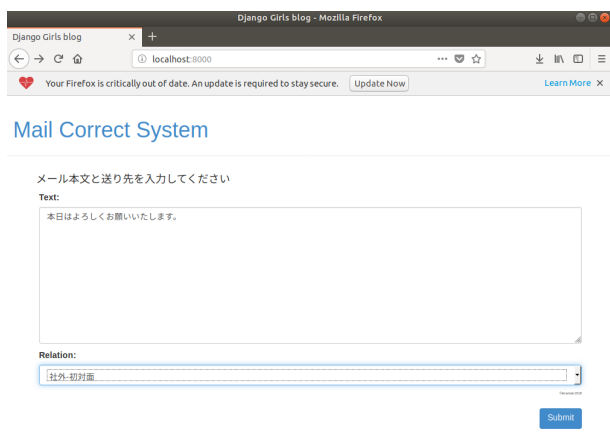 Django Girls blog - Mozilla Firefox
Django Girls blog
localhost:8000
Your Firefox is critically out of date. An update is required to stay secure. Update Now Learn More
Mail Correct System
メール本文と送り先を入力してください
Text:
本日はよろしくお願いいたします。
Relation:
社外-初対面
Submit